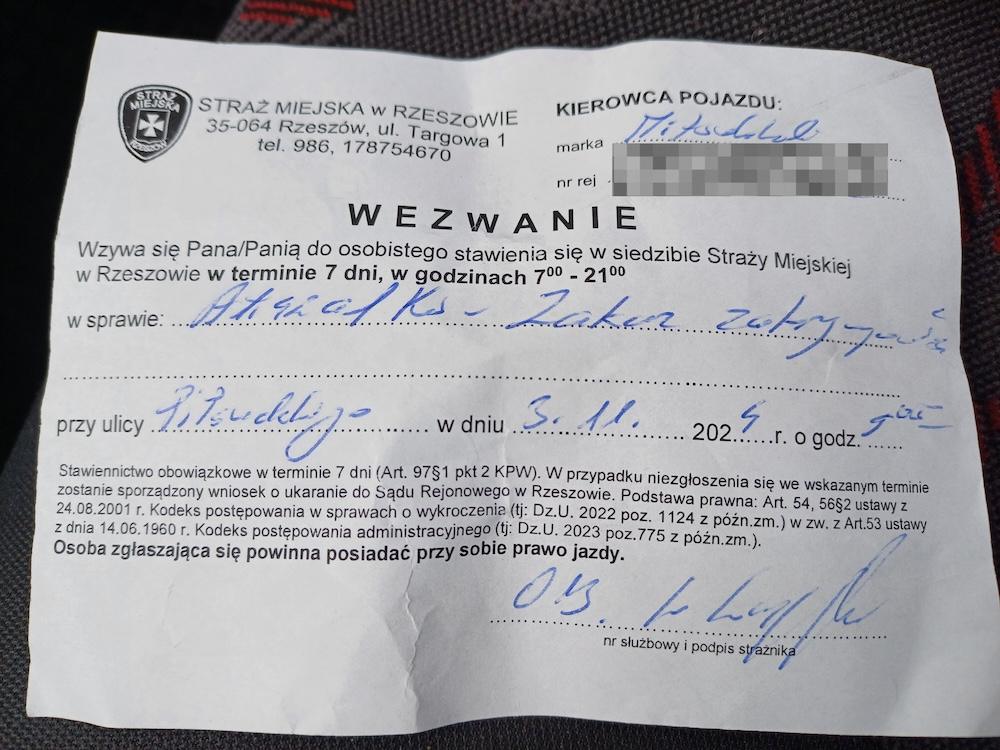 STRAŻ MIEJSKA
RZESZÓW
STRAŻ MIEJSKA w RZESZOWIE
35-064 Rzeszów, ul. Targowa 1
tel. 986, 178754670
KIEROWCA POJAZDU:
marka Mitsubishi
nr rej
WEZWANIE
Wzywa się Pana/Panią do osobistego stawienia się w siedzibie Straży Miejskiej
w Rzeszowie w terminie 7 dni, w godzinach 7⁰⁰ - 21⁰⁰
w sprawie: Zakaz
przy ulicy Piłsudskiego w dniu 3.11. 2024 r. o godz. 9⁰⁵
Stawiennictwo obowiązkowe w terminie 7 dni (Art. 97§1 pkt 2 KPW). W przypadku niezgłoszenia się we wskazanym terminie
zostanie sporządzony wniosek o ukaranie do Sądu Rejonowego w Rzeszowie. Podstawa prawna: Art. 54, 56§2 ustawy z
24.08.2001 r. Kodeks postępowania w sprawach o wykroczenia (tj: Dz.U. 2022 poz. 1124 z późn.zm.) w zw. z Art.53 ustawy
z dnia 14.06.1960 r. Kodeks postępowania administracyjnego (tj: Dz.U. 2023 poz.775 z późn.zm.).
Osoba zgłaszająca się powinna posiadać przy sobie prawo jazdy.
nr służbowy i podpis strażnika